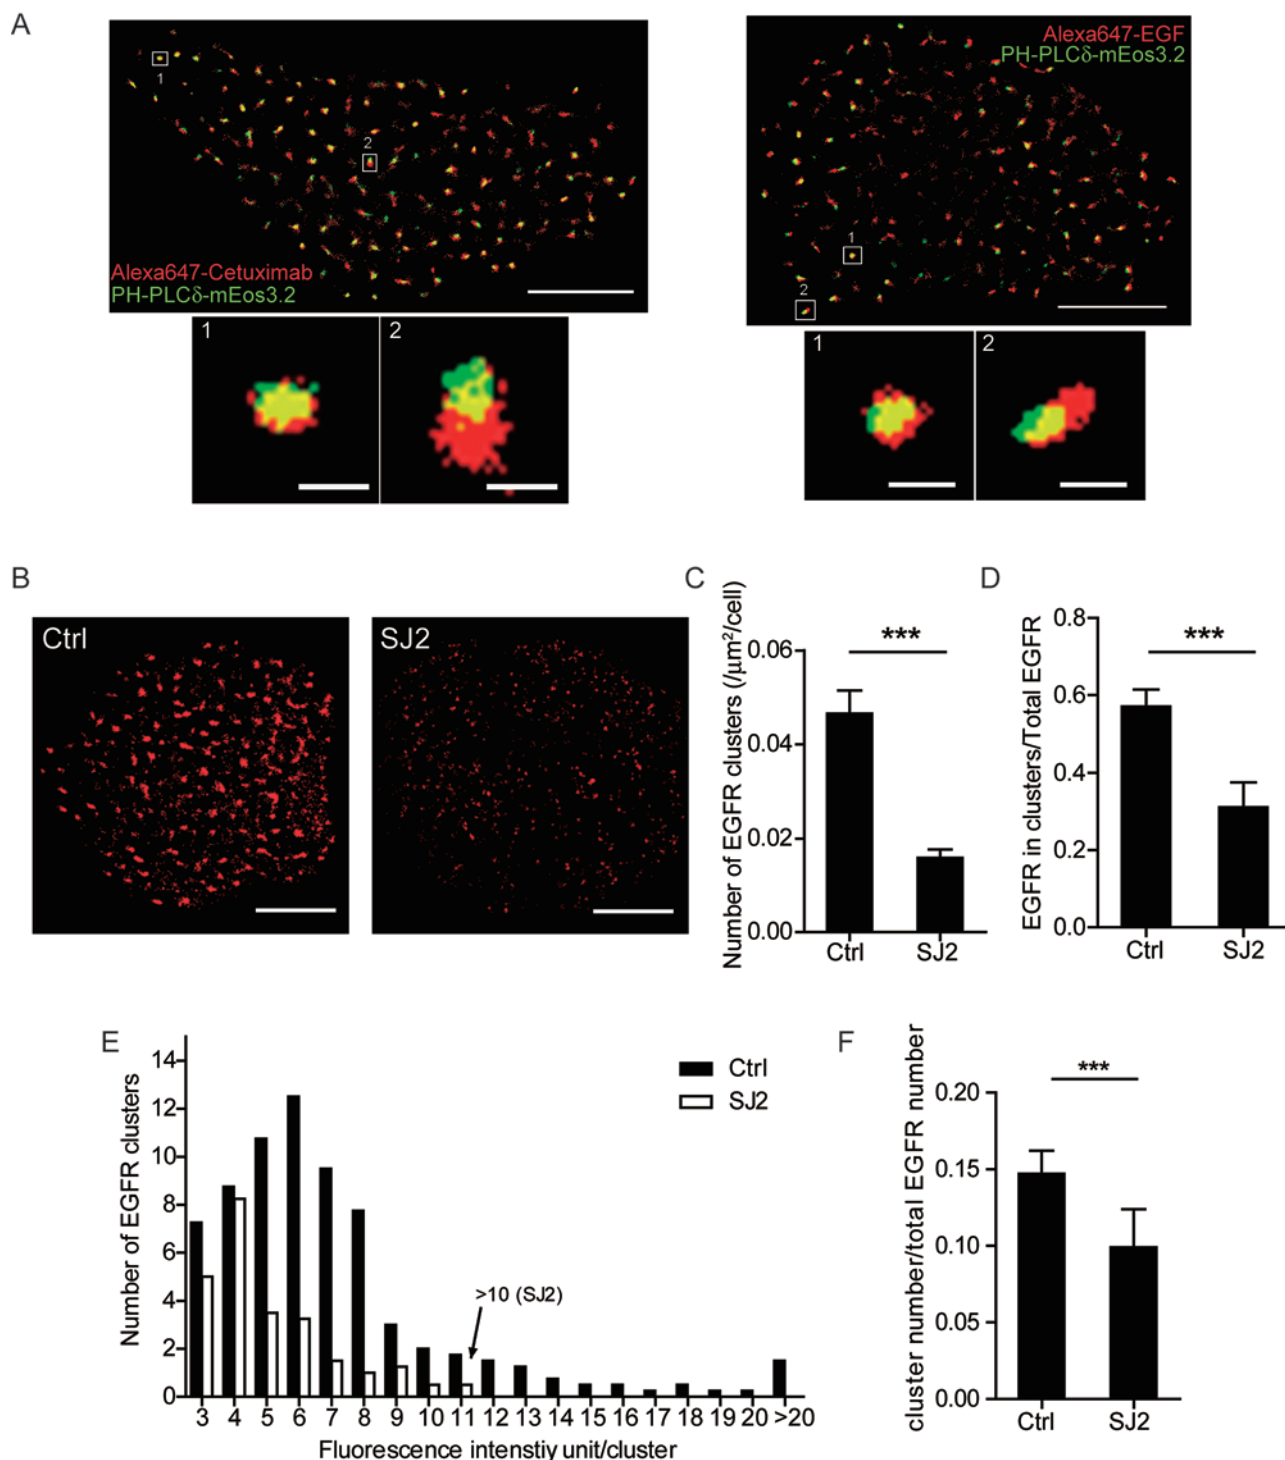 A
1
2
Alexa647-Cetuximab
PH-PLCδ-mEos3.2
1
2
Alexa647-EGF
PH-PLCδ-mEos3.2
1
2
1
2
B
Ctrl
SJ2
C
Number of EGFR clusters (/μm²/cell)
0.06
0.04
0.02
0.00
***
Ctrl
SJ2
D
EGFR in clusters/Total EGFR
0.8
0.6
0.4
0.2
0.0
***
Ctrl
SJ2
E
Number of EGFR clusters
14
12
10
8
6
4
2
0
Ctrl
SJ2
>10 (SJ2)
3 4 5 6 7 8 9 10 11 12 13 14 15 16 17 18 19 20 >20
Fluorescence intenstiy unit/cluster
F
cluster number/total EGFR number
0.20
0.15
0.10
0.05
0.00
***
Ctrl
SJ2